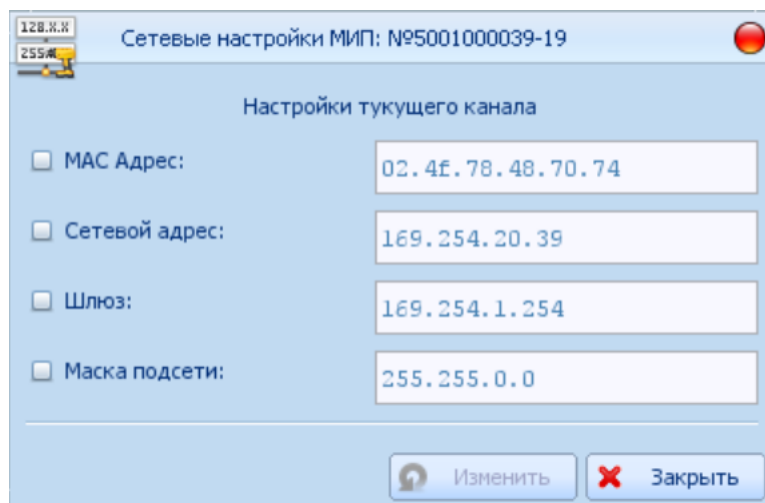 128.X.X
Сетевые настройки МИП: №5001000039-19
Настройки тукущего канала
МАС Адрес:
02.4f.78.48.70.74
Сетевой адрес:
169.254.20.39
Шлюз:
169.254.1.254
Маска подсети:
255.255.0.0
Изменить
Закрыть